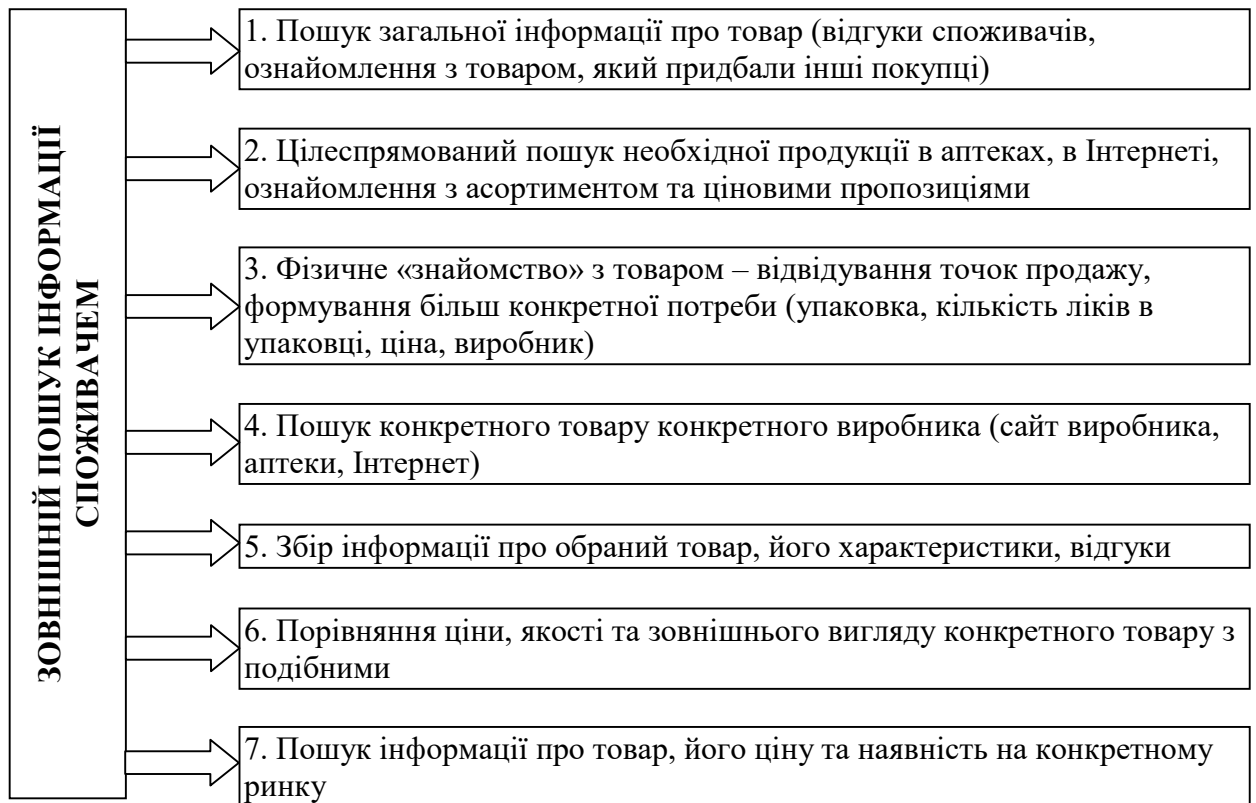 ЗОВНІШНІЙ ПОШУК ІНФОРМАЦІЇ
СПОЖИВАЧЕМ
1. Пошук загальної інформації про товар (відгуки споживачів,
ознайомлення з товаром, який придбали інші покупці)
2. Цілеспрямований пошук необхідної продукції в аптеках, в Інтернеті,
ознайомлення з асортиментом та ціновими пропозиціями
3. Фізичне «знайомство» з товаром – відвідування точок продажу,
формування більш конкретної потреби (упаковка, кількість ліків в
упаковці, ціна, виробник)
4. Пошук конкретного товару конкретного виробника (сайт виробника,
аптеки, Інтернет)
5. Збір інформації про обраний товар, його характеристики, відгуки
6. Порівняння ціни, якості та зовнішнього вигляду конкретного товару з
подібними
7. Пошук інформації про товар, його ціну та наявність на конкретному
ринку